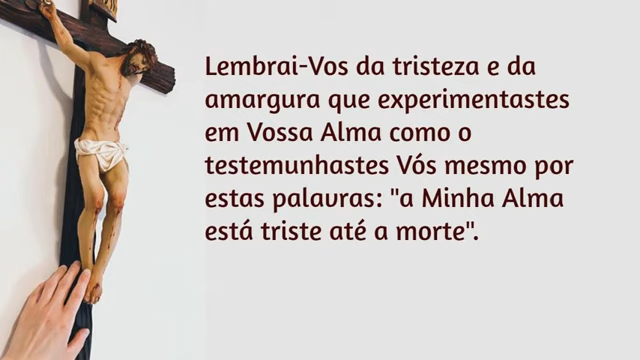 Lembrai-Vos da tristeza e da
amargura que experimentastes
em Vossa Alma como o
testemunhastes Vós mesmo por
estas palavras: "a Minha Alma
está triste até a morte".